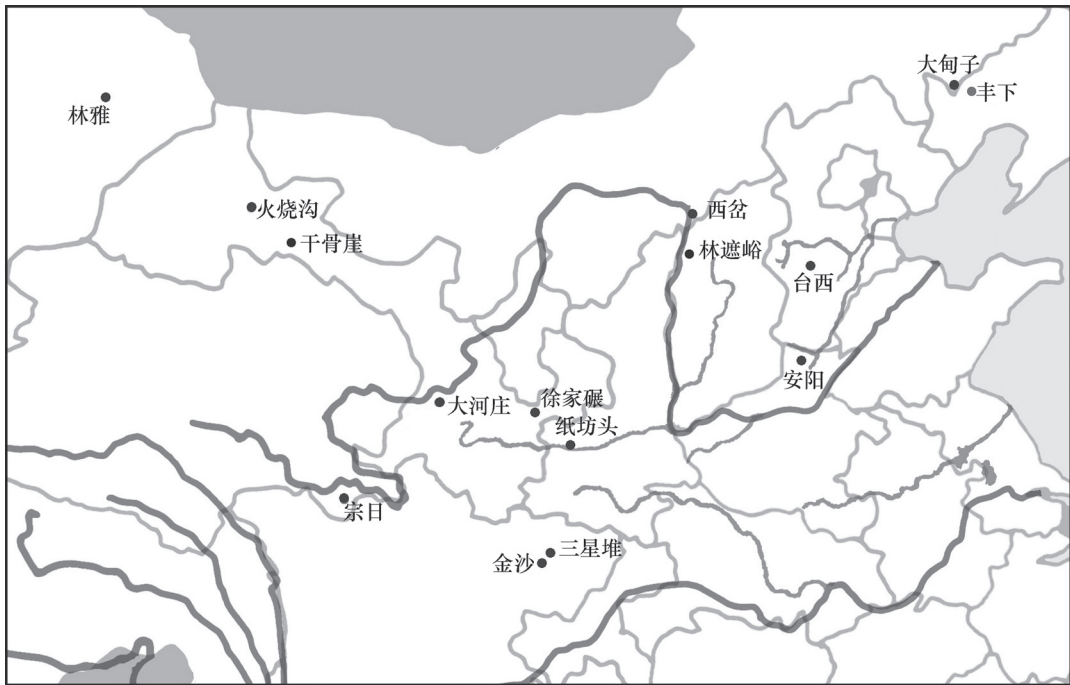 大甸子
丰下
林雅
火烧沟
西岔
干骨崖
林遮峪
台西
安阳
大河庄
徐家碾
纸坊头
宗日
三星堆
金沙